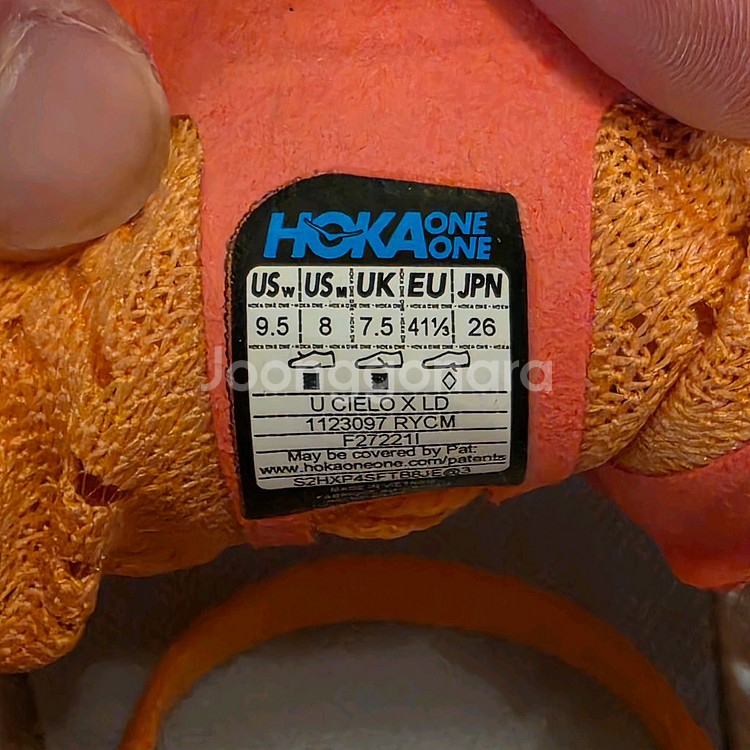 HOKA ONE ONE
USw USM UK EU JPN
9.5 8 7.5 41⅓ 26
Joonggonara
U CIELO X LD
1123097 RYCM
F27221I
May be covered by Pat:
www.hokaoneone.com/patents